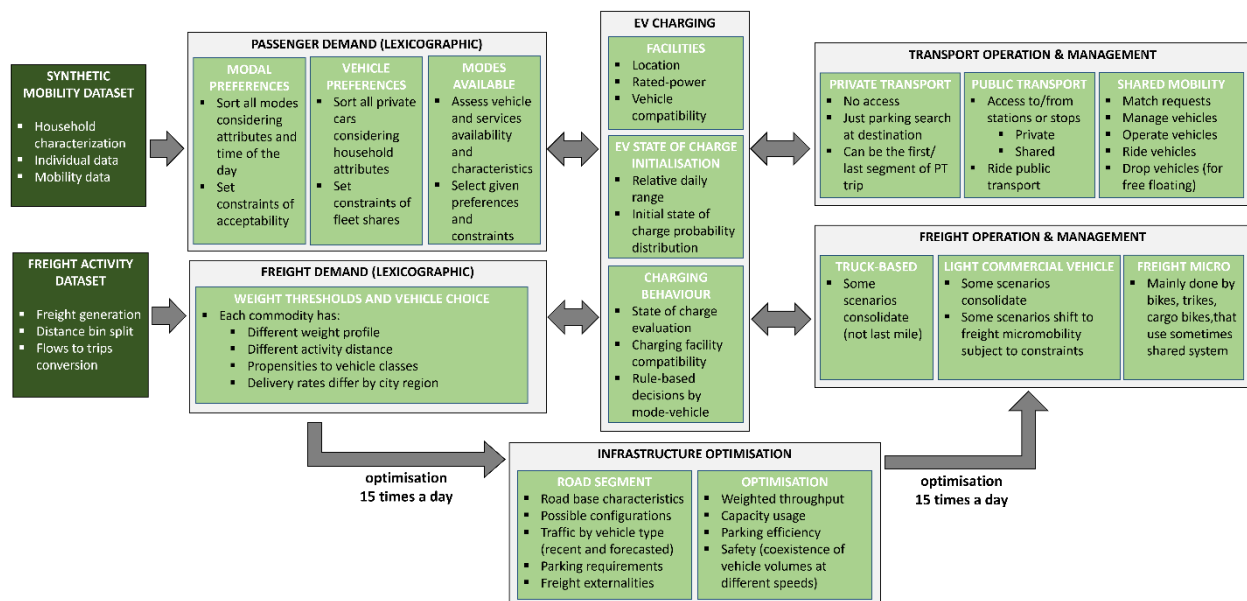 SYNTHETIC
MOBILITY DATASET
▪ Household
characterization
▪ Individual data
▪ Mobility data
FREIGHT ACTIVITY
DATASET
▪ Freight generation
▪ Distance bin split
▪ Flows to trips
conversion
PASSENGER DEMAND (LEXICOGRAPHIC)
MODAL
PREFERENCES
▪ Sort all modes
considering
attributes and
time of the
day
▪ Set
constraints of
acceptability
VEHICLE
PREFERENCES
▪ Sort all private
cars
considering
household
attributes
▪ Set
constraints of
fleet shares
MODES
AVAILABLE
▪ Assess vehicle
and services
availability
and
characteristics
▪ Select given
preferences
and
constraints
FREIGHT DEMAND (LEXICOGRAPHIC)
WEIGHT THRESHOLDS AND VEHICLE CHOICE
▪ Each commodity has:
▪ Different weight profile
▪ Different activity distance
▪ Propensities to vehicle classes
▪ Delivery rates differ by city region
EV CHARGING
FACILITIES
▪ Location
▪ Rated-power
▪ Vehicle
compatibility
EV STATE OF CHARGE
INITIALISATION
▪ Relative daily
range
▪ Initial state of
charge probability
distribution
CHARGING
BEHAVIOUR
▪ State of charge
evaluation
▪ Charging facility
compatibility
▪ Rule-based
decisions by
mode-vehicle
TRANSPORT OPERATION & MANAGEMENT
PRIVATE TRANSPORT
▪ No access
▪ Just parking search
at destination
▪ Can be the first/
last segment of PT
trip
PUBLIC TRANSPORT
▪ Access to/from
stations or stops
▪ Private
▪ Shared
▪ Ride public
transport
SHARED MOBILITY
▪ Match requests
▪ Manage vehicles
▪ Operate vehicles
▪ Ride vehicles
▪ Drop vehicles (for
free floating)
FREIGHT OPERATION & MANAGEMENT
TRUCK-BASED
▪ Some
scenarios
consolidate
(not last mile)
LIGHT COMMERCIAL VEHICLE
▪ Some scenarios
consolidate
▪ Some scenarios shift to
freight micromobility
subject to constraints
FREIGHT MICRO
▪ Mainly done by
bikes, trikes,
cargo bikes,that
use sometimes
shared system
optimisation
15 times a day
INFRASTRUCTURE OPTIMISATION
ROAD SEGMENT
▪ Road base characteristics
▪ Possible configurations
▪ Traffic by vehicle type
(recent and forecasted)
▪ Parking requirements
▪ Freight externalities
OPTIMISATION
▪ Weighted throughput
▪ Capacity usage
▪ Parking efficiency
▪ Safety (coexistence of
vehicle volumes at
different speeds)
optimisation
15 times a day